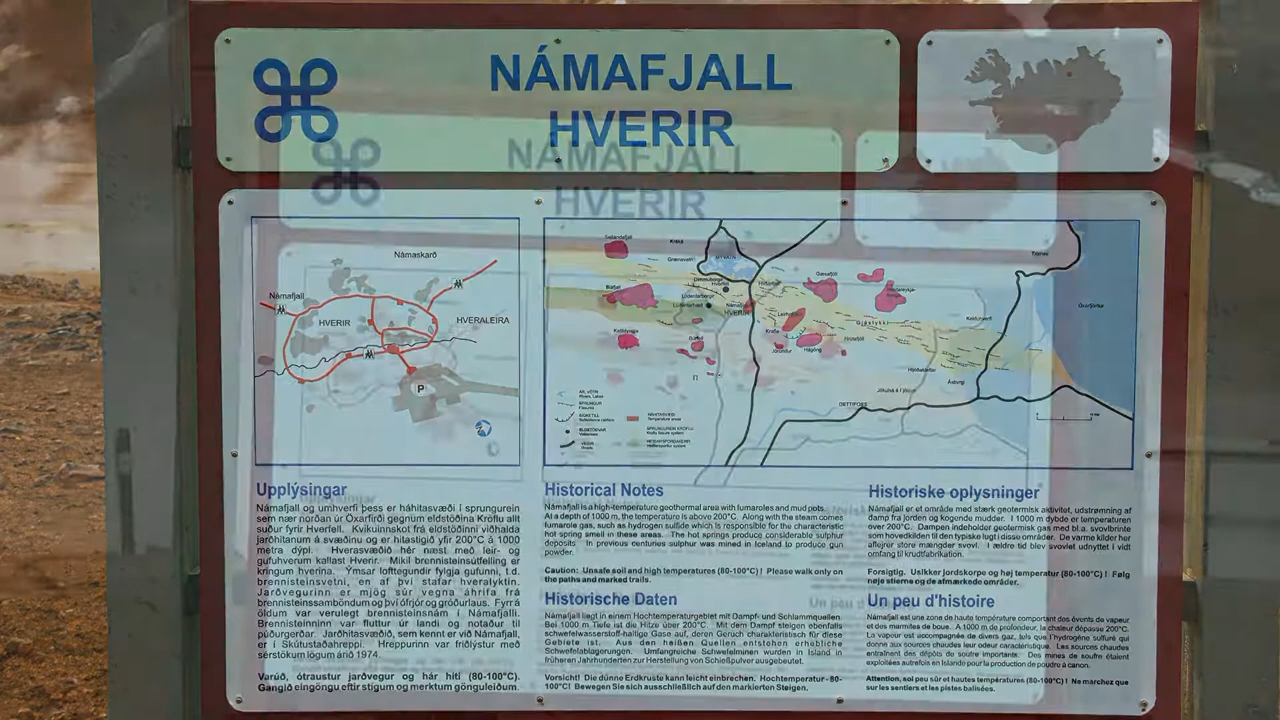 NÁMAFJALL
HVERIR
Námaskarð
Námafjall
HVERIR
HVERALEIRA
P
MÝVATN
HVERIR
Gjástykki
DETTIFOSS
Öxarfjörður
Upplýsingar
Námafjall og umhverfi þess er háhitasvæði í sprungurein
sem nær norðan úr Öxarfirði gegnum eldstöðina Kröflu allt
suður fyrir Hverfell. Kvikuinnskot frá eldstöðinni viðhalda
jarðhitanum á svæðinu og er hitastigið yfir 200°C á 1000
metra dýpi. Hverasvæðið hér næst með leir- og
gufuhverum kallast Hverir. Mikil brennisteinsútfelling er
kringum hverina. Ýmsar lofttegundir fylgja gufunni, t.d.
brennisteinsvetni, en af því stafar hveralyktin.
Jarðvegurinn er mjög súr vegna áhrifa frá
brennisteinssamböndum og því ófrjór og gróðurlaus. Fyrr á
öldum var verulegt brennisteinsnám í Námafjalli.
Brennisteinninn var fluttur úr landi og notaður til
púðurgerðar. Jarðhitasvæðið, sem kennt er við Námafjall,
er í Skútustaðahreppi. Hreppurinn var friðlýstur með
sérstökum lögum árið 1974.
Varúð, ótraustur jarðvegur og hár hiti (80-100°C).
Gangið eingöngu eftir stigum og merktum gönguleiðum.
Historical Notes
Námafjall is a high-temperature geothermal area with fumaroles and mud pots.
At a depth of 1000 m, the temperature is above 200°C. Along with the steam comes
fumarole gas, such as hydrogen sulfide which is responsible for the characteristic
hot spring smell in these areas. The hot springs produce considerable sulphur
deposits. In previous centuries sulphur was mined in Iceland to produce gun
powder.
Caution: Unsafe soil and high temperatures (80-100°C)! Please walk only on
the paths and marked trails.
Historische Daten
Námafjall liegt in einem Hochtemperaturgebiet mit Dampf- und Schlammquellen.
Bei 1000 m Tiefe ist die Hitze über 200°C. Mit dem Dampf steigen ebenfalls
schwefelwasserstoff-haltige Gase auf, deren Geruch charakteristisch für diese
Gebiete ist. Aus den heißen Quellen entstehen erhebliche
Schwefelablagerungen. Umfangreiche Schwefelminen wurden in Island in
früheren Jahrhunderten zur Herstellung von Schießpulver ausgebeutet.
Vorsicht! Die dünne Erdkruste kann leicht einbrechen. Hochtemperatur - 80-
100°C! Bewegen Sie sich ausschließlich auf den markierten Steigen.
Historiske oplysninger
Námafjall er et område med stærk geotermisk aktivitet, udstrømning af
damp fra jorden og kogende mudder. I 1000 m dybde er temperaturen
over 200°C. Dampen indeholder geotermisk gas med bl.a. svovlbrinte
som hovedkilden til den typiske lugt i disse områder. De varme kilder her
aflejrer store mængder svovl. I ældre tid blev svovlet udnyttet i vidt
omfang til krudtfabrikation.
Forsigtig. Usikker jordskorpe og høj temperatur (80-100°C)! Følg
nøje stierne og de afmærkede områder.
Un peu d'histoire
Námafjall est une zone de haute température comportant des évents de vapeur
et des marmites de boue. A 1000 m de profondeur, la chaleur dépasse 200°C.
La vapeur est accompagnée de divers gaz, tels que l'hydrogène sulfuré qui
donne aux sources chaudes leur odeur caractéristique. Les sources chaudes
entraînent des dépôts de soufre importants. Des mines de soufre étaient
exploitées autrefois en Islande pour la production de poudre à canon.
Attention, sol peu sûr et hautes températures (80-100°C)! Ne marchez que
sur les sentiers et les pistes balisées.